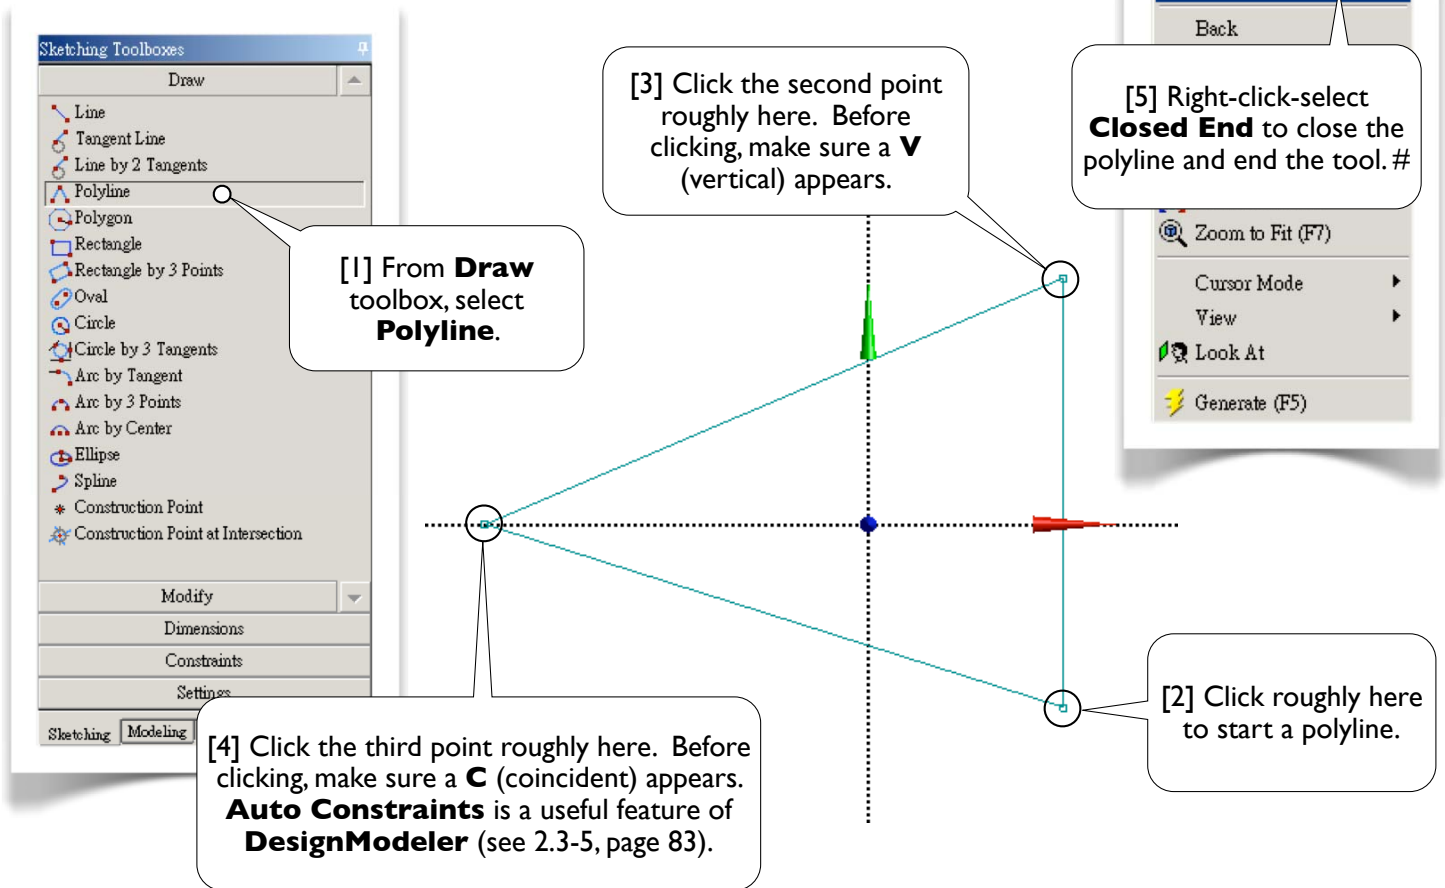 Sketching Toolboxes
Draw
Line
Tangent Line
Line by 2 Tangents
Polyline
Polygon
Rectangle
Rectangle by 3 Points
Oval
Circle
Circle by 3 Tangents
Arc by Tangent
Arc by 3 Points
Arc by Center
Ellipse
Spline
Construction Point
Construction Point at Intersection
Modify
Dimensions
Constraints
Settings
Sketching Modeling
[1] From Draw
toolbox, select
Polyline.
[2] Click roughly here
to start a polyline.
[3] Click the second point
roughly here. Before
clicking, make sure a V
(vertical) appears.
[4] Click the third point roughly here. Before
clicking, make sure a C (coincident) appears.
Auto Constraints is a useful feature of
DesignModeler (see 2.3-5, page 83).
Back
[5] Right-click-select
Closed End to close the
polyline and end the tool. #
Zoom to Fit (F7)
Cursor Mode
View
Look At
Generate (F5)